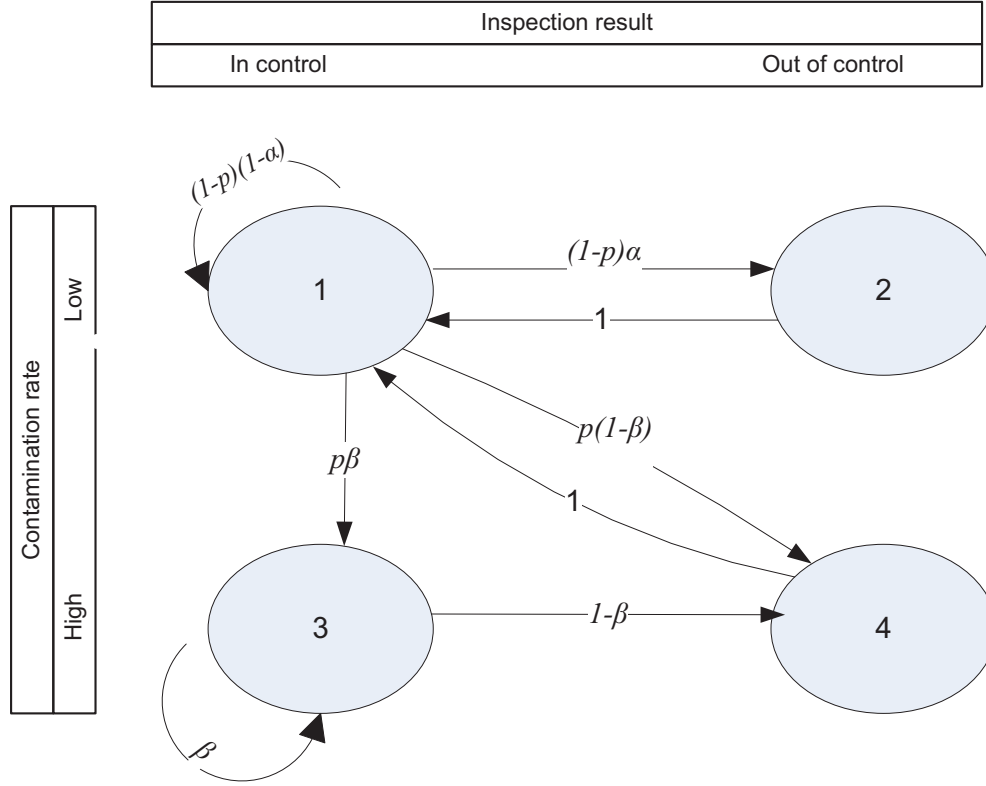 Inspection result
In control
Out of control
(1-p)(1-α)
(1-p)α
1
2
1
Low
Contamination rate
p(1-β)
pβ
1
High
1-β
3
4
β